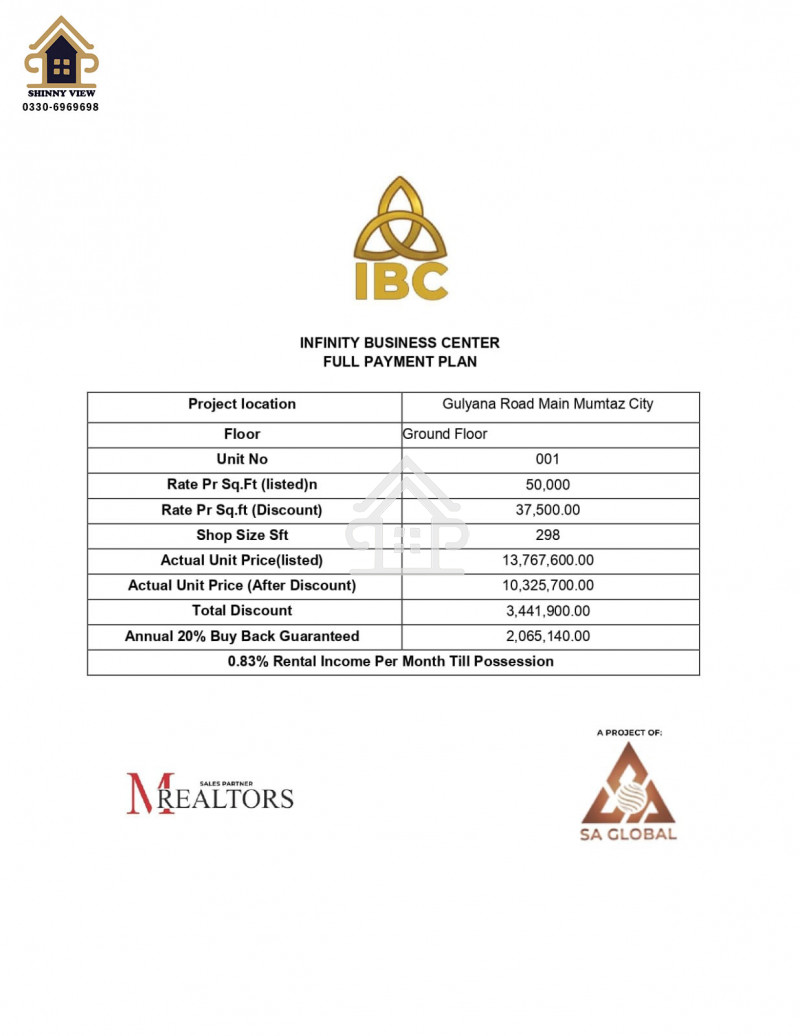 SHINNY VIEW
0330-6969698
IBC
INFINITY BUSINESS CENTER
FULL PAYMENT PLAN
Project location Gulyana Road Main Mumtaz City
Floor Ground Floor
Unit No 001
Rate Pr Sq.Ft (listed)n 50,000
Rate Pr Sq.ft (Discount) 37,500.00
Shop Size Sft 298
Actual Unit Price(listed) 13,767,600.00
Actual Unit Price (After Discount) 10,325,700.00
Total Discount 3,441,900.00
Annual 20% Buy Back Guaranteed 2,065,140.00
0.83% Rental Income Per Month Till Possession
A PROJECT OF:
SALES PARTNER
MREALTORS
SA GLOBAL